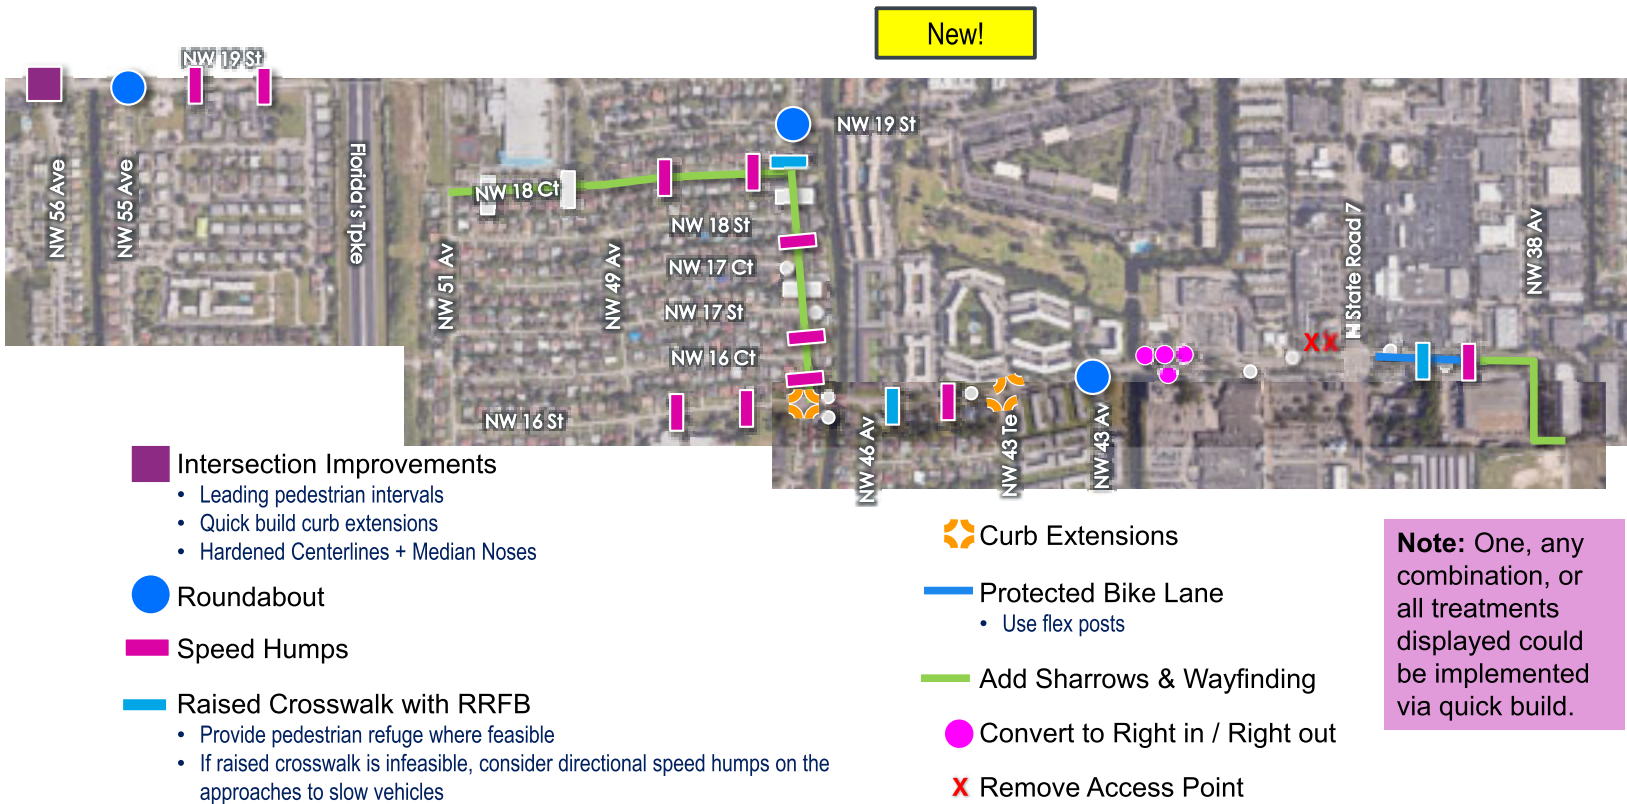 New!
NW 19 St
NW 19 St
NW 56 Ave
NW 55 Ave
Florida's Tpke
NW 18 Ct
NW 51 Av
NW 49 Av
NW 18 St
NW 17 Ct
NW 17 St
NW 16 Ct
NW 16 St
NW 46 Av
NW 43 Te
NW 43 Av
N State Road 7
NW 38 Av
X X
Intersection Improvements
• Leading pedestrian intervals
• Quick build curb extensions
• Hardened Centerlines + Median Noses
Roundabout
Speed Humps
Raised Crosswalk with RRFB
• Provide pedestrian refuge where feasible
• If raised crosswalk is infeasible, consider directional speed humps on the
approaches to slow vehicles
Curb Extensions
Protected Bike Lane
• Use flex posts
Add Sharrows & Wayfinding
Convert to Right in / Right out
X Remove Access Point
Note: One, any
combination, or
all treatments
displayed could
be implemented
via quick build.